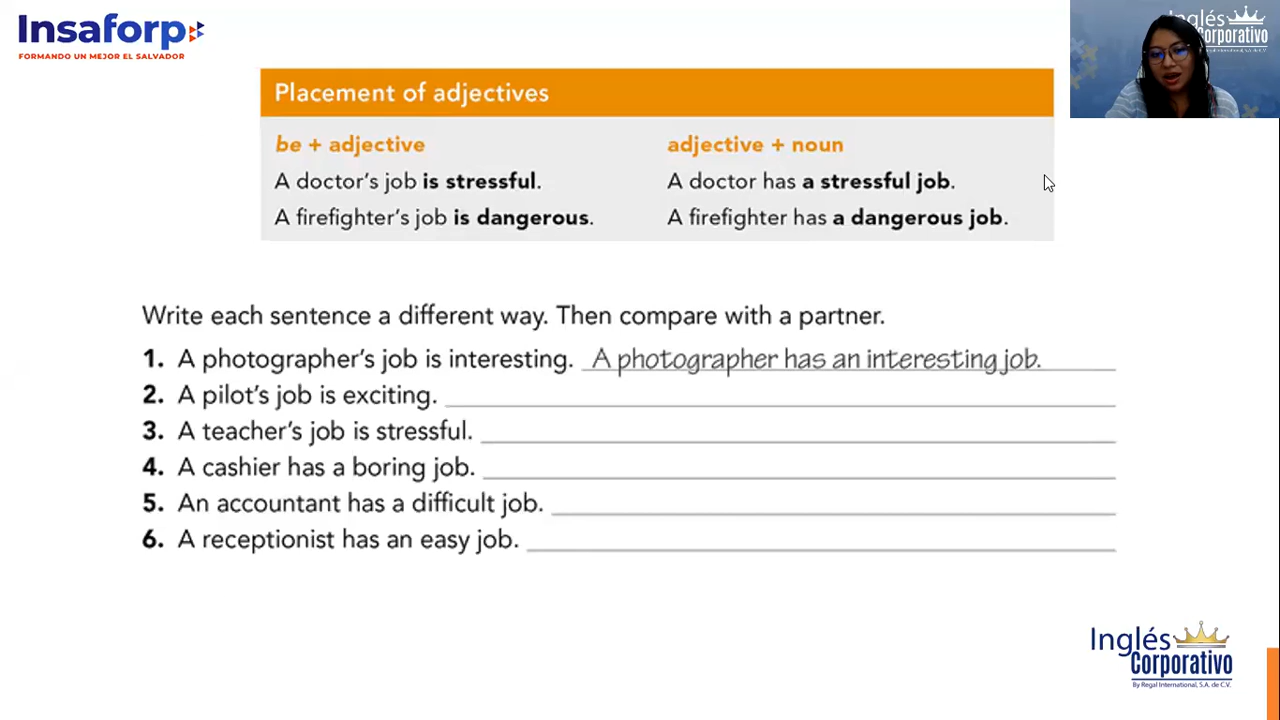 Insaforp
FORMANDO UN MEJOR EL SALVADOR
Inglés
Corporativo
Placement of adjectives
be + adjective
adjective + noun
A doctor's job is stressful.
A doctor has a stressful job.
A firefighter's job is dangerous.
A firefighter has a dangerous job.
Write each sentence a different way. Then compare with a partner.
1. A photographer's job is interesting. A photographer has an interesting job.
2. A pilot's job is exciting.
3. A teacher's job is stressful.
4. A cashier has a boring job.
5. An accountant has a difficult job.
6. A receptionist has an easy job.
Inglés
Corporativo
By Regal International, S.A. de C.V.